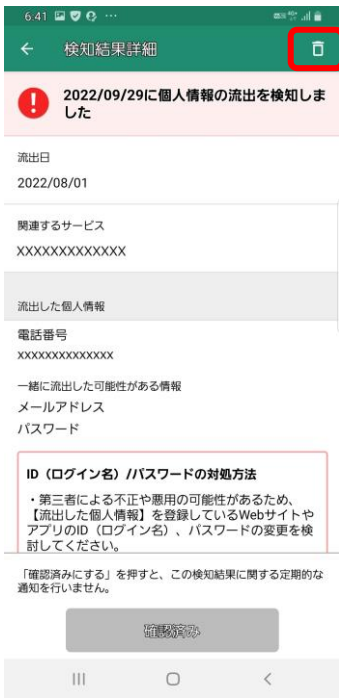 6:41
検知結果詳細
2022/09/29に個人情報の流出を検知しま
した
流出日
2022/08/01
関連するサービス
XXXXXXXXXXXXX
流出した個人情報
電話番号
xxxxxxxxxxxxxx
一緒に流出した可能性がある情報
メールアドレス
パスワード
ID（ログイン名）/パスワードの対処方法
・第三者による不正や悪用の可能性があるため、
【流出した個人情報】を登録しているWebサイトや
アプリのID（ログイン名）、パスワードの変更を検
討してください。
「確認済みにする」を押すと、この検知結果に関する定期的な
通知を行いません。
確認済み